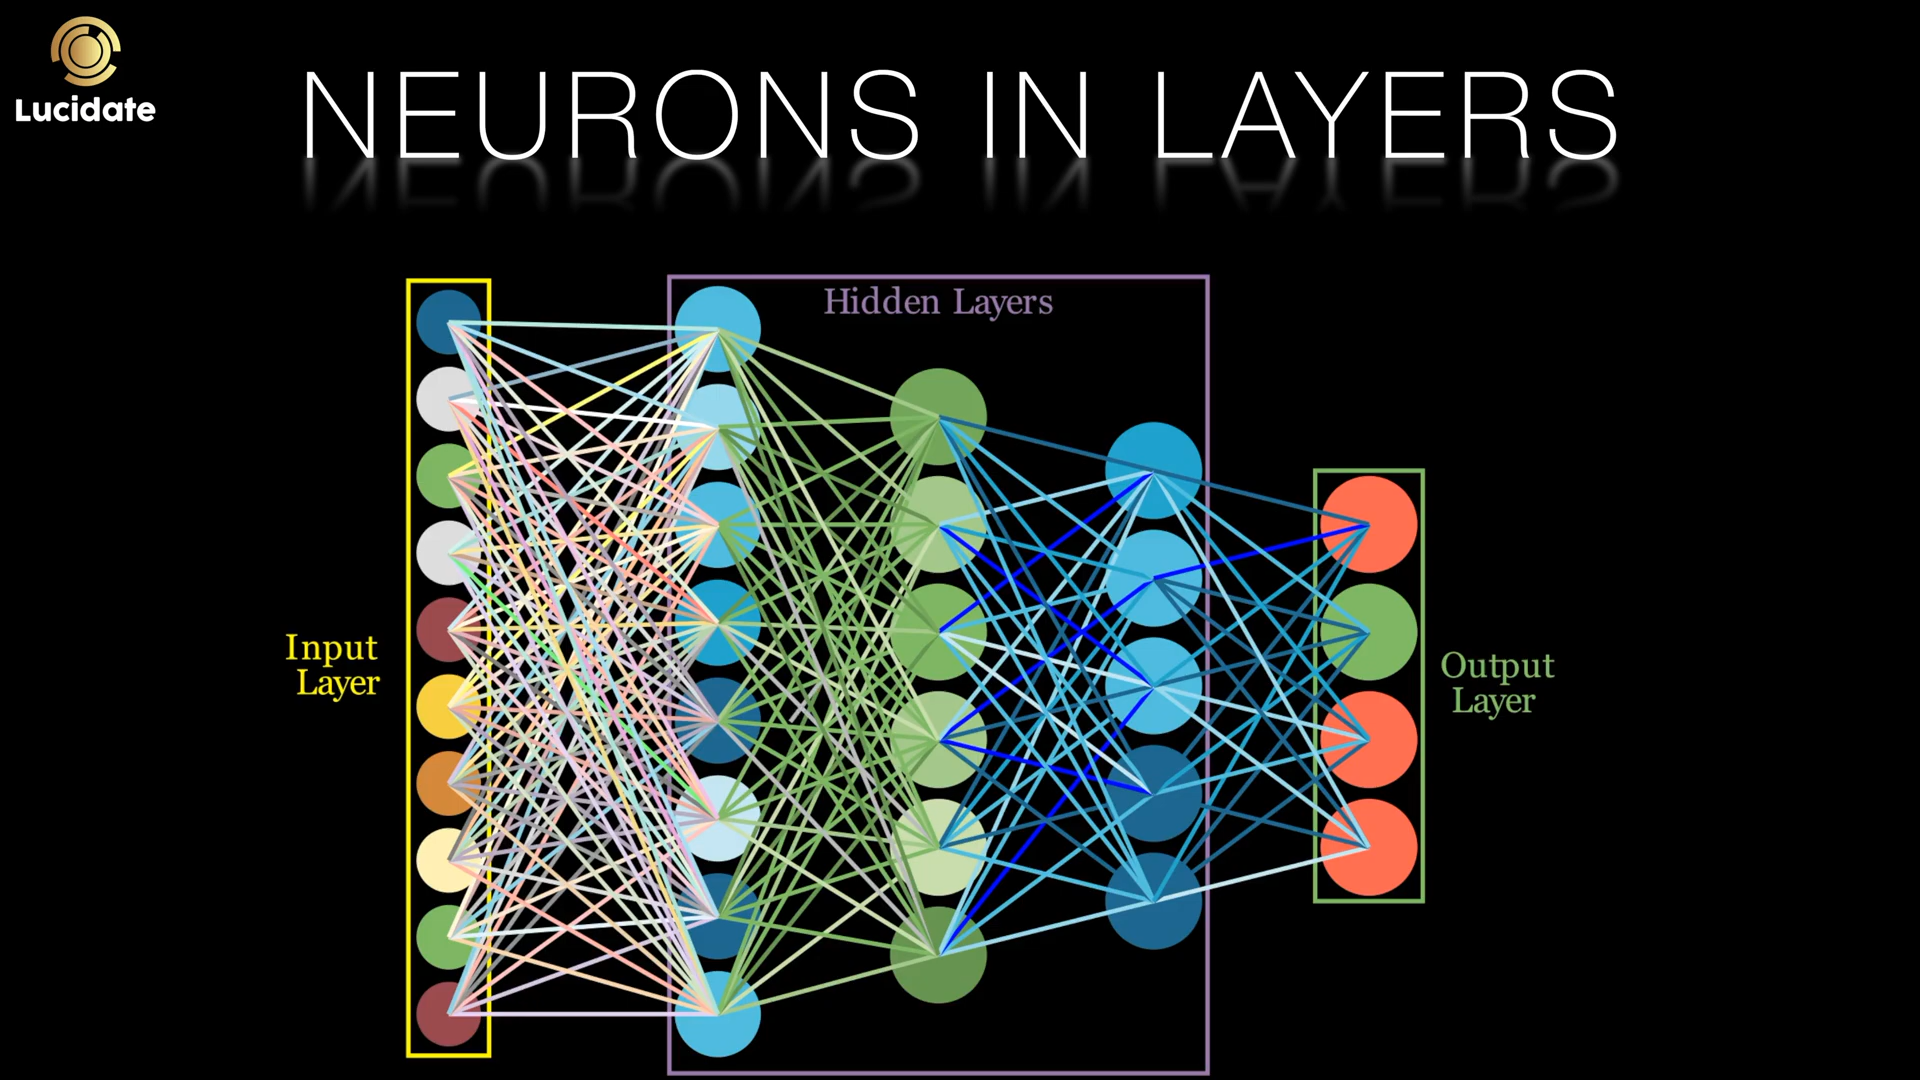 Lucidate
NEURONS IN LAYERS
Hidden Layers
Input
Layer
Output
Layer